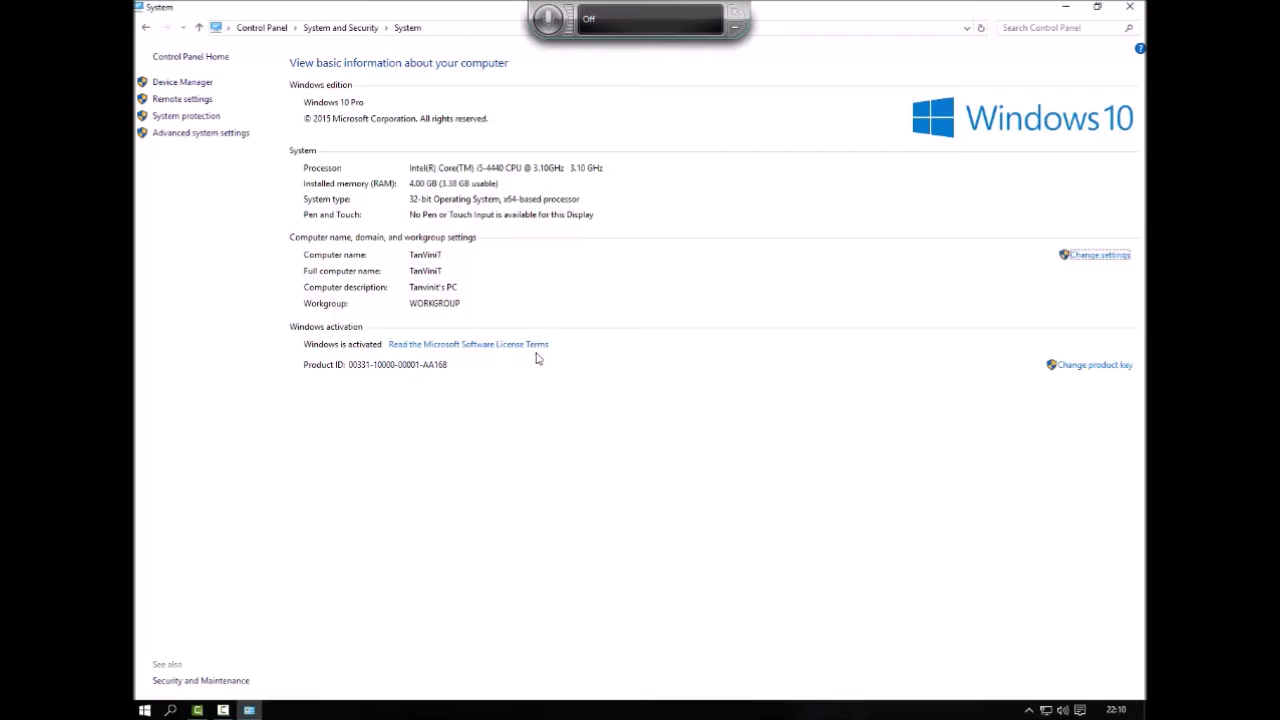 System
Off
Control Panel
System and Security
System
Search Control Panel
Control Panel Home
Device Manager
Remote settings
System protection
Advanced system settings
View basic information about your computer
Windows edition
Windows 10 Pro
© 2015 Microsoft Corporation. All rights reserved.
Windows 10
System
Processor: Intel(R) Core(TM) i5-4440 CPU @ 3.10GHz 3.10 GHz
Installed memory (RAM): 4.00 GB (3.38 GB usable)
System type: 32-bit Operating System, x64-based processor
Pen and Touch: No Pen or Touch Input is available for this Display
Computer name, domain, and workgroup settings
Computer name: TanViniT
Change settings
Full computer name: TanViniT
Computer description: Tanvinit's PC
Workgroup: WORKGROUP
Windows activation
Windows is activated Read the Microsoft Software License Terms
Product ID: 00331-10000-00001-AA168
Change product key
See also
Security and Maintenance
22:10